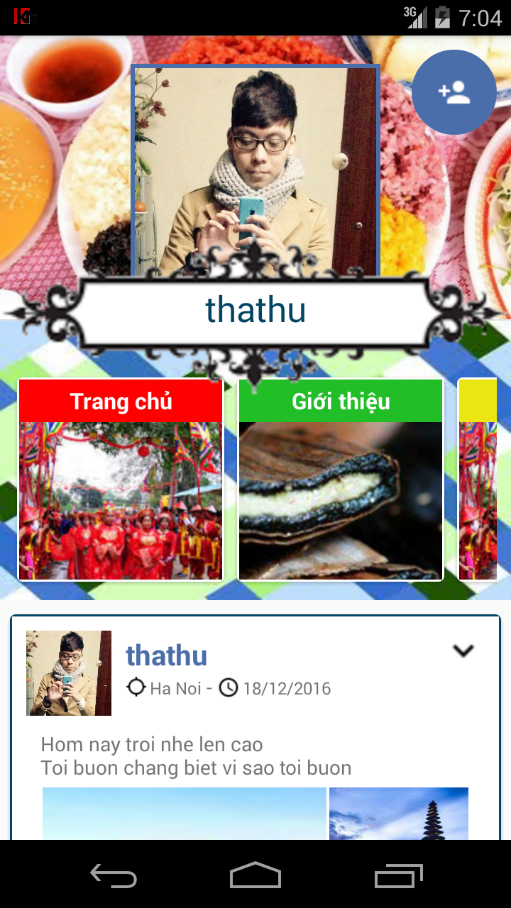 3G 7:04
thathu
Trang chủ
Giới thiệu
thathu
Ha Noi - 18/12/2016
Hom nay troi nhe len cao
Toi buon chang biet vi sao toi buon